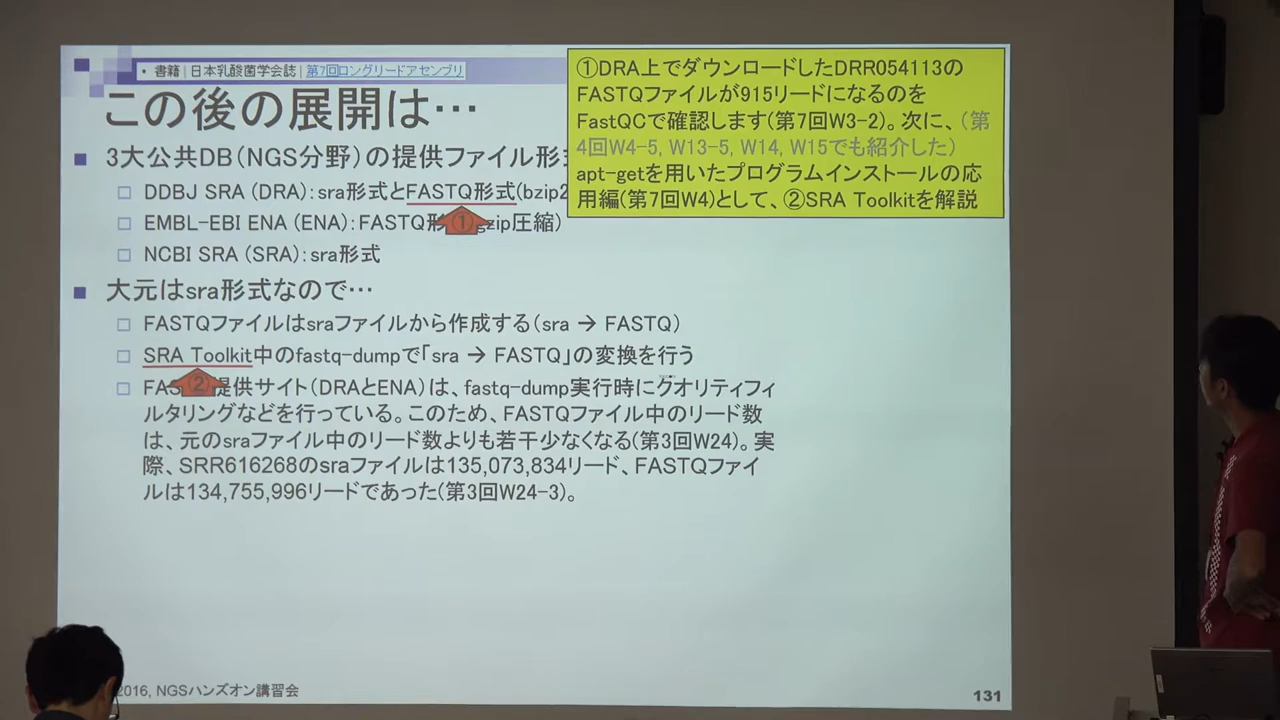 ・ 書籍 | 日本乳酸菌学会誌 | 第7回ロングリードアセンブリ
この後の展開は…
①DRA上でダウンロードしたDRR054113の
FASTQファイルが915リードになるのを
FastQCで確認します(第7回W3-2)。次に、(第
4回W4-5, W13-5, W14, W15でも紹介した)
apt-getを用いたプログラムインストールの応
用編(第7回W4)として、②SRA Toolkitを解説
3大公共DB(NGS分野)の提供ファイル形
DDBJ SRA (DRA):sra形式とFASTQ形式(bzip2
EMBL-EBI ENA (ENA):FASTQ形 ① gzip圧縮)
NCBI SRA (SRA):sra形式
大元はsra形式なので…
FASTQファイルはsraファイルから作成する(sra → FASTQ)
SRA Toolkit中のfastq-dumpで「sra → FASTQ」の変換を行う
FAS ② 提供サイト(DRAとENA)は、fastq-dump実行時にクオリティフィ
ルタリングなどを行っている。このため、FASTQファイル中のリード数
は、元のsraファイル中のリード数よりも若干少なくなる(第3回W24)。実
際、SRR616268のsraファイルは135,073,834リード、FASTQファイ
ルは134,755,996リードであった(第3回W24-3)。
2016, NGSハンズオン講習会
131